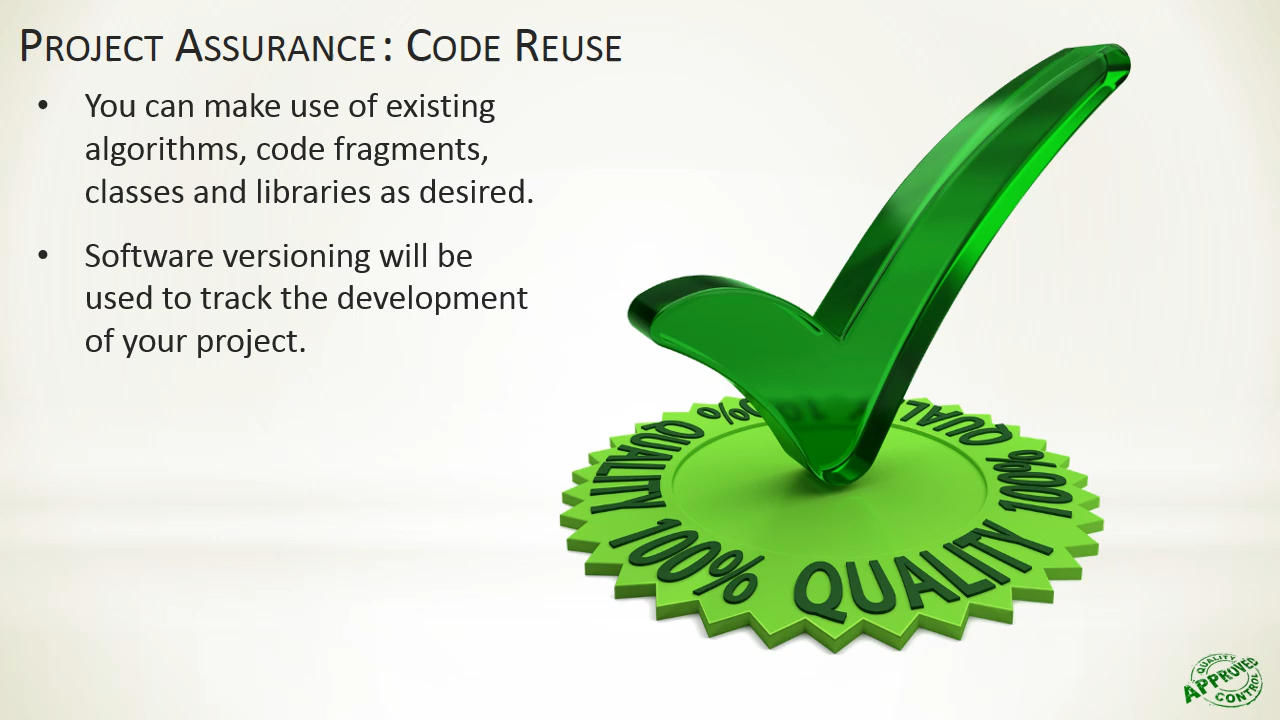 PROJECT ASSURANCE: CODE REUSE
• You can make use of existing
algorithms, code fragments,
classes and libraries as desired.
• Software versioning will be
used to track the development
of your project.
100% QUALITY 100% QUALITY
QUALITY
APPROVED
CONTROL